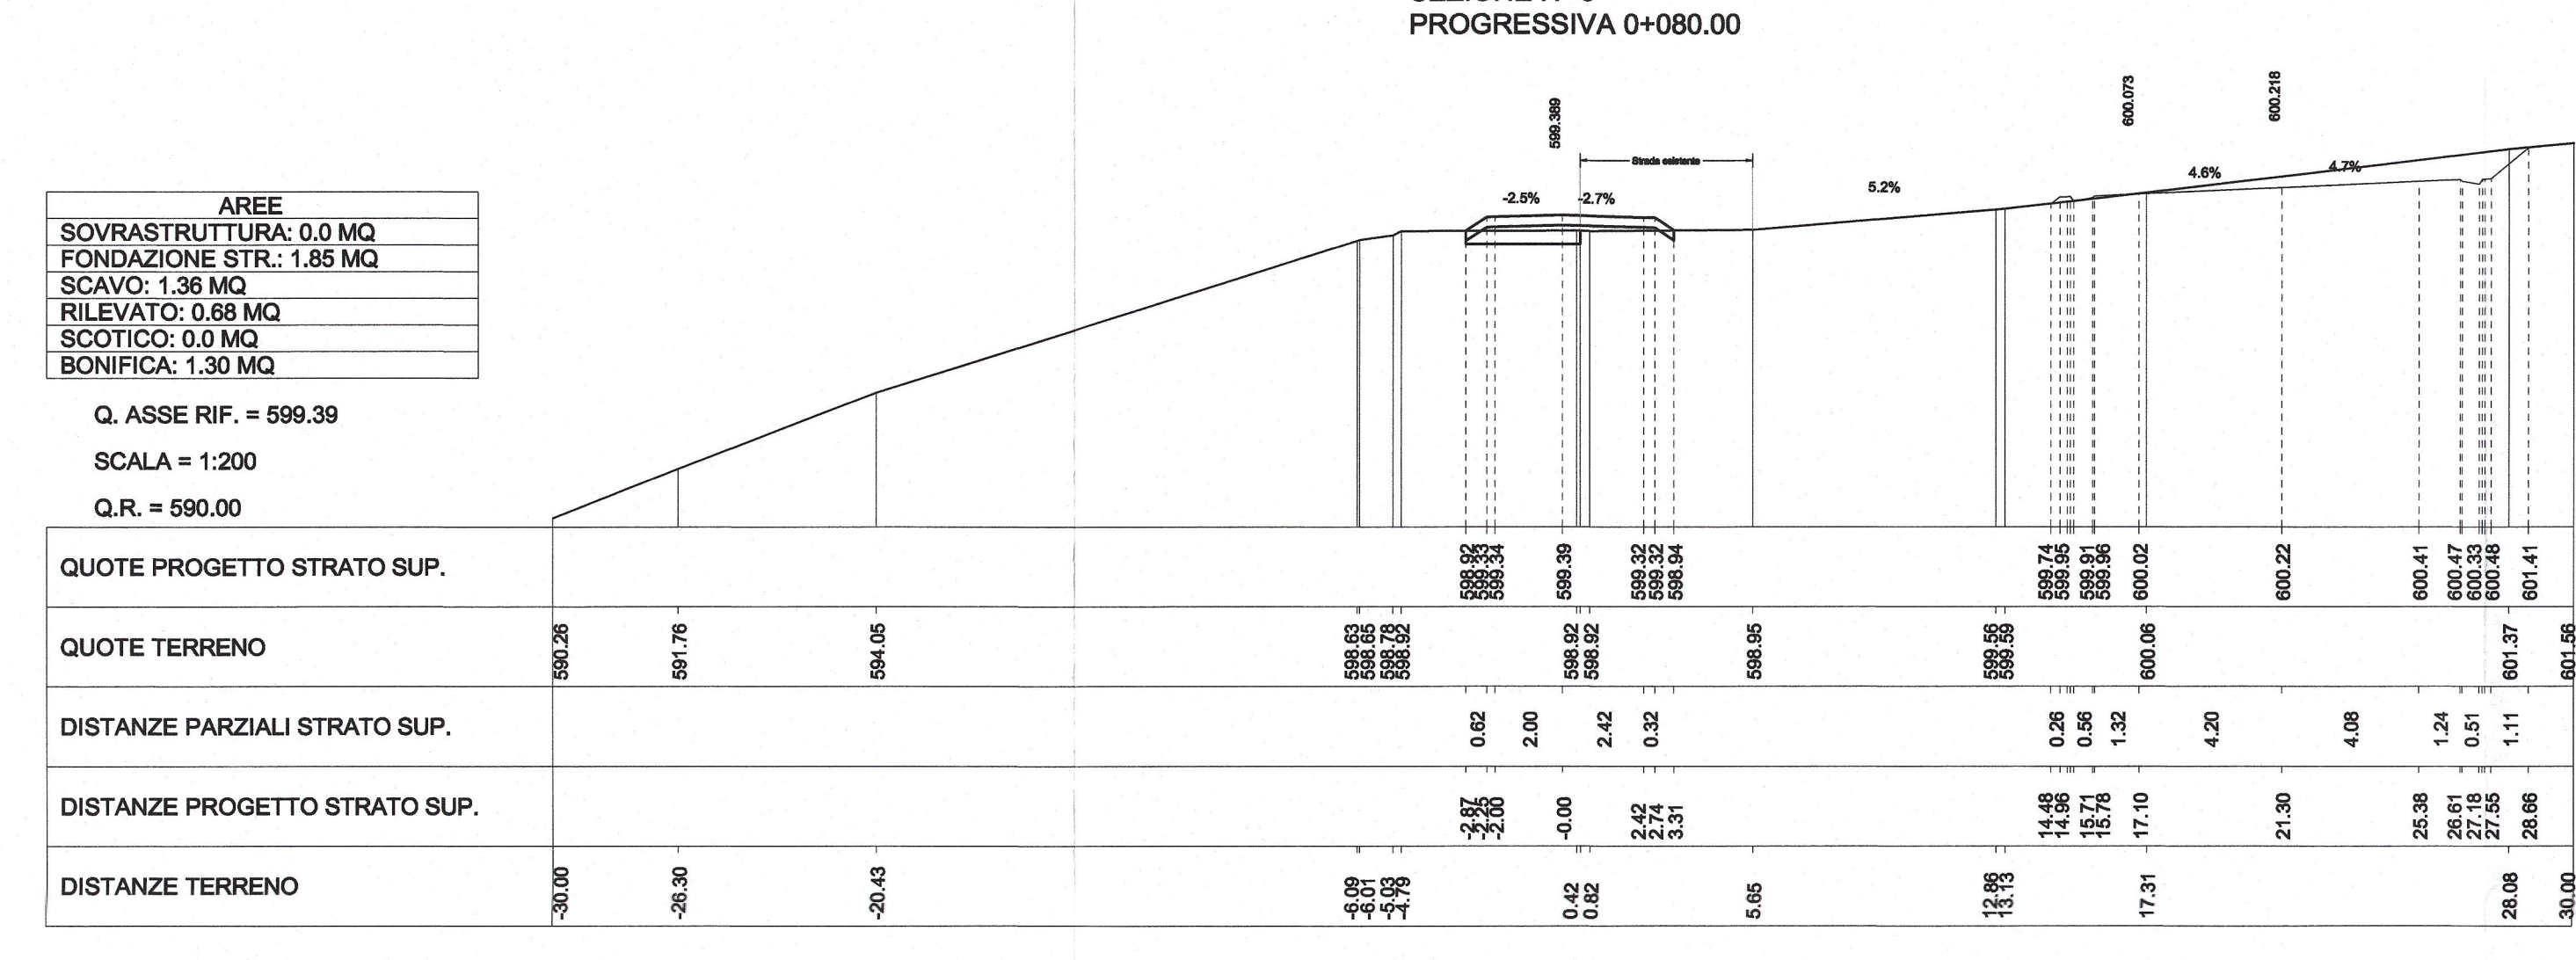 PROGRESSIVA 0+080.00
599.389
600.073
600.218
Strada esistente
-2.5%
-2.7%
5.2%
4.6%
4.7%
AREE
SOVRASTRUTTURA: 0.0 MQ
FONDAZIONE STR.: 1.85 MQ
SCAVO: 1.36 MQ
RILEVATO: 0.68 MQ
SCOTICO: 0.0 MQ
BONIFICA: 1.30 MQ
Q. ASSE RIF. = 599.39
SCALA = 1:200
Q.R. = 590.00
QUOTE PROGETTO STRATO SUP.
598.92 599.33 599.34 599.39 599.32 599.32 598.94 599.74 599.95 599.91 599.96 600.02 600.22 600.41 600.47 600.33 600.48 601.41
QUOTE TERRENO
590.26 591.76 594.05 598.63 598.65 598.78 598.92 598.92 598.92 598.95 599.56 599.59 600.06 601.37 601.56
DISTANZE PARZIALI STRATO SUP.
0.62 2.00 2.42 0.32 0.26 0.56 1.32 4.20 4.08 1.24 0.51 1.11
DISTANZE PROGETTO STRATO SUP.
-2.87 -2.25 -2.00 -0.00 2.42 2.74 3.31 14.48 14.96 15.71 15.78 17.10 21.30 25.38 26.61 27.18 27.55 28.66
DISTANZE TERRENO
-30.00 -26.30 -20.43 -6.09 -6.01 -5.03 -4.79 0.42 0.82 5.65 12.86 13.13 17.31 28.08 30.00